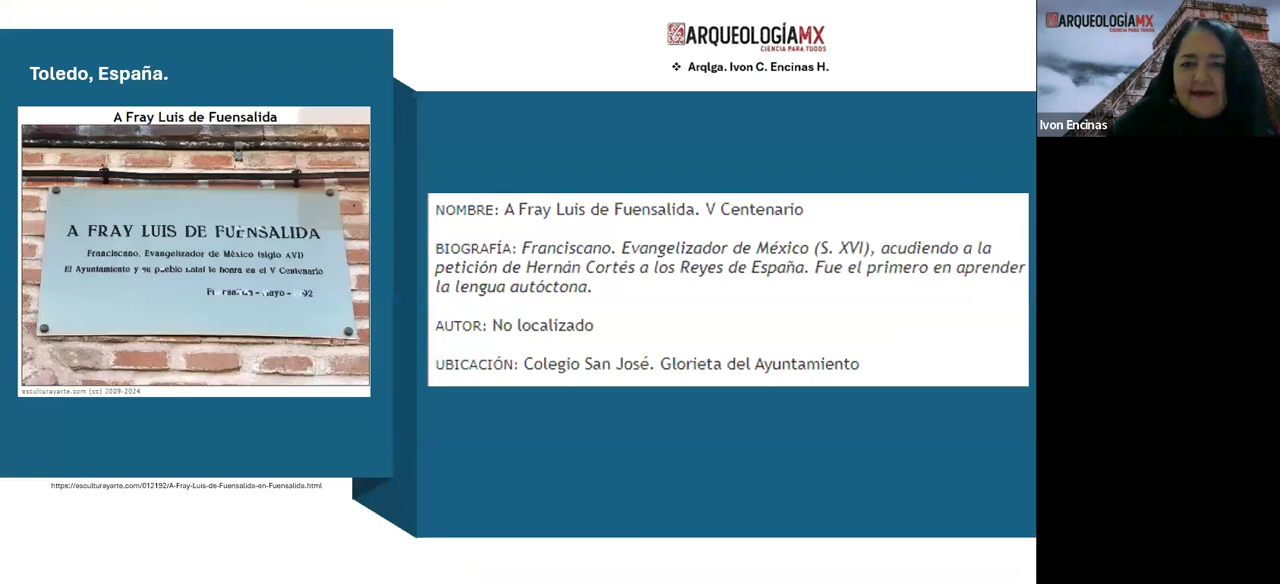 Toledo, España.
A Fray Luis de Fuensalida
A FRAY LUIS DE FUENSALIDA
Franciscano, Evangelizador de México (siglo XVI)
El Ayuntamiento y su pueblo natal le honra en el V Centenario
esculturayarte.com (cc) 2009-2024
https://esculturayarte.com/012192/A-Fray-Luis-de-Fuensalida-en-Fuensalida.html
ARQUEOLOGÍAMX
CIENCIA PARA TODOS
❖ Arqlga. Ivon C. Encinas H.
NOMBRE: A Fray Luis de Fuensalida. V Centenario
BIOGRAFÍA: Franciscano. Evangelizador de México (S. XVI), acudiendo a la
petición de Hernán Cortés a los Reyes de España. Fue el primero en aprender
la lengua autóctona.
AUTOR: No localizado
UBICACIÓN: Colegio San José. Glorieta del Ayuntamiento
ARQUEOLOGÍAMX
CIENCIA PARA TODOS
Ivon Encinas